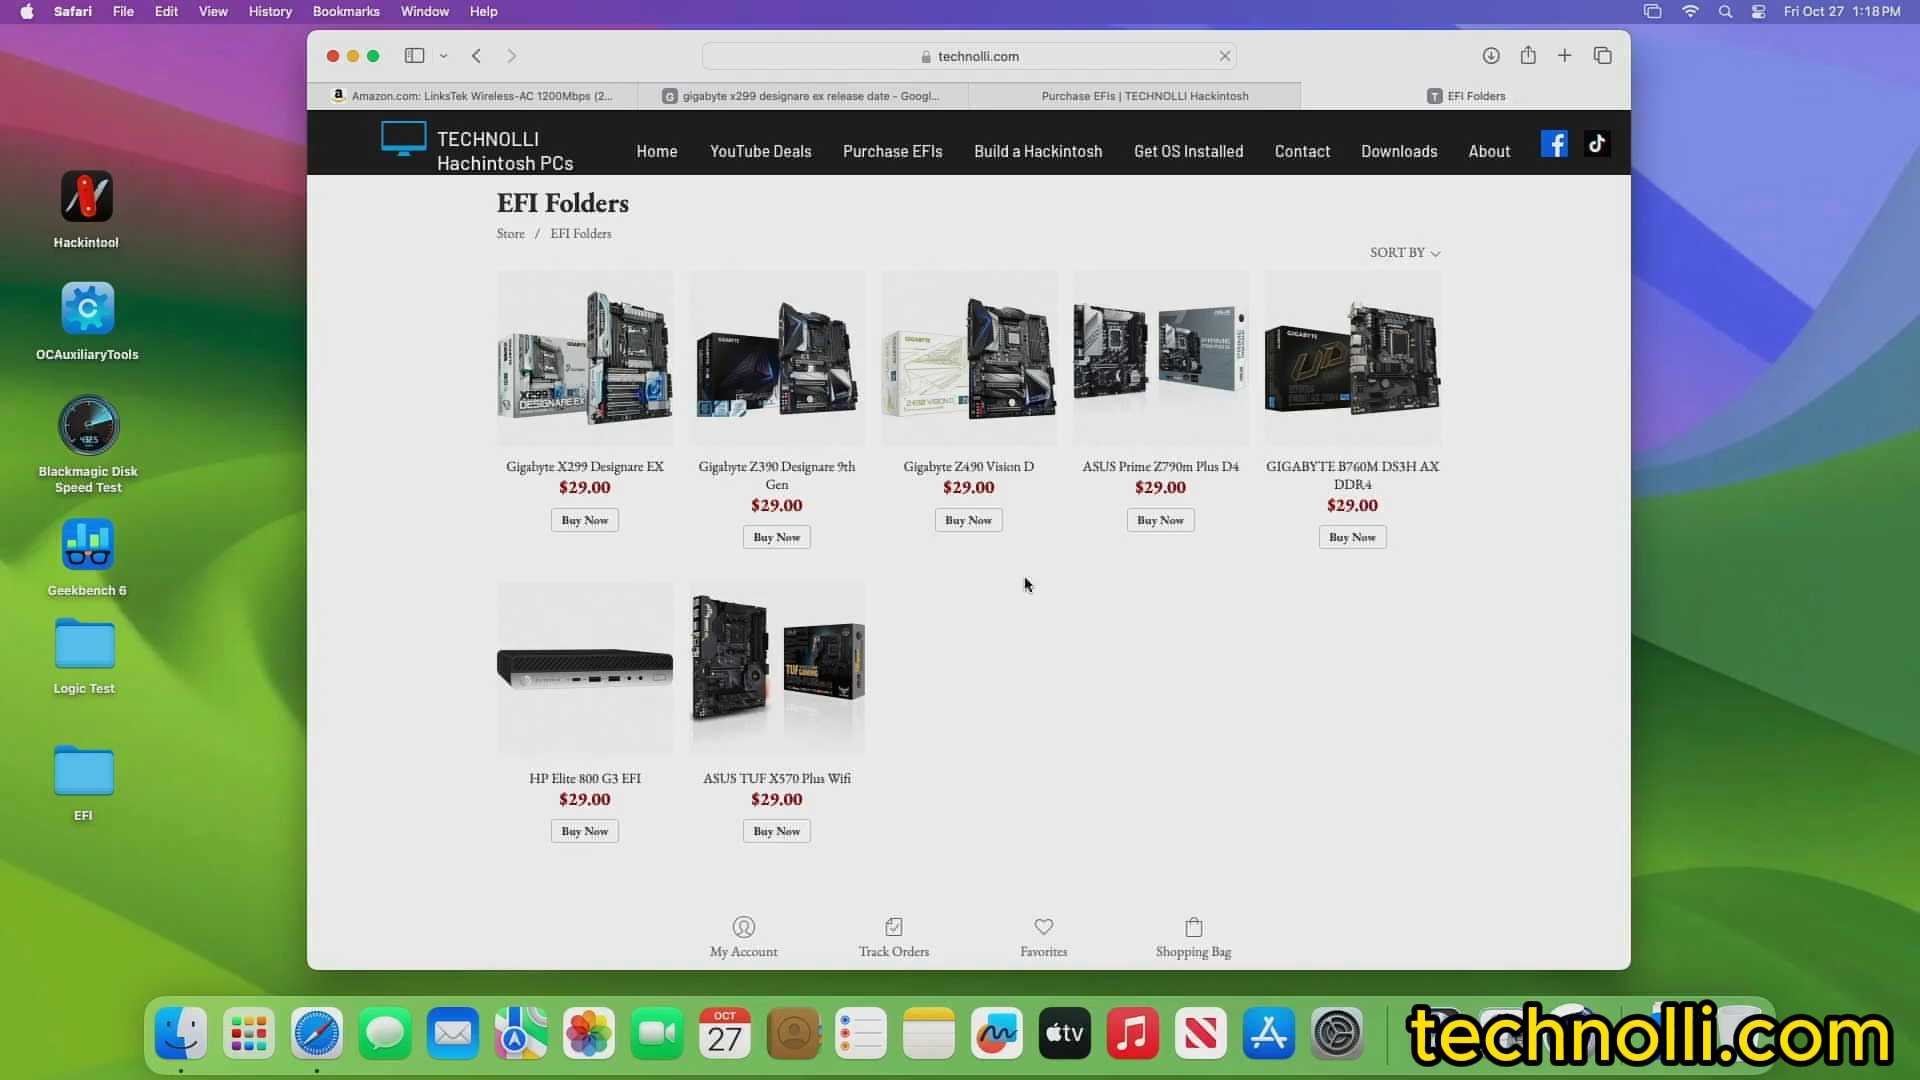 Safari File Edit View History Bookmarks Window Help
Fri Oct 27 1:18 PM
technolli.com
Amazon.com: LinksTek Wireless-AC 1200Mbps (2...
G gigabyte x299 designare ex release date - Googl...
Purchase EFIs | TECHNOLLI Hackintosh
T EFI Folders
TECHNOLLI
Hachintosh PCs
Home YouTube Deals Purchase EFIs Build a Hackintosh Get OS Installed Contact Downloads About
EFI Folders
Store / EFI Folders
SORT BY
Gigabyte X299 Designare EX
$29.00
Buy Now
Gigabyte Z390 Designare 9th
Gen
$29.00
Buy Now
Gigabyte Z490 Vision D
$29.00
Buy Now
ASUS Prime Z790m Plus D4
$29.00
Buy Now
GIGABYTE B760M DS3H AX
DDR4
$29.00
Buy Now
HP Elite 800 G3 EFI
$29.00
Buy Now
ASUS TUF X570 Plus Wifi
$29.00
Buy Now
My Account
Track Orders
Favorites
Shopping Bag
Hackintool
OCAuxiliaryTools
Blackmagic Disk
Speed Test
Geekbench 6
Logic Test
EFI
OCT
27
tv
technolli.com